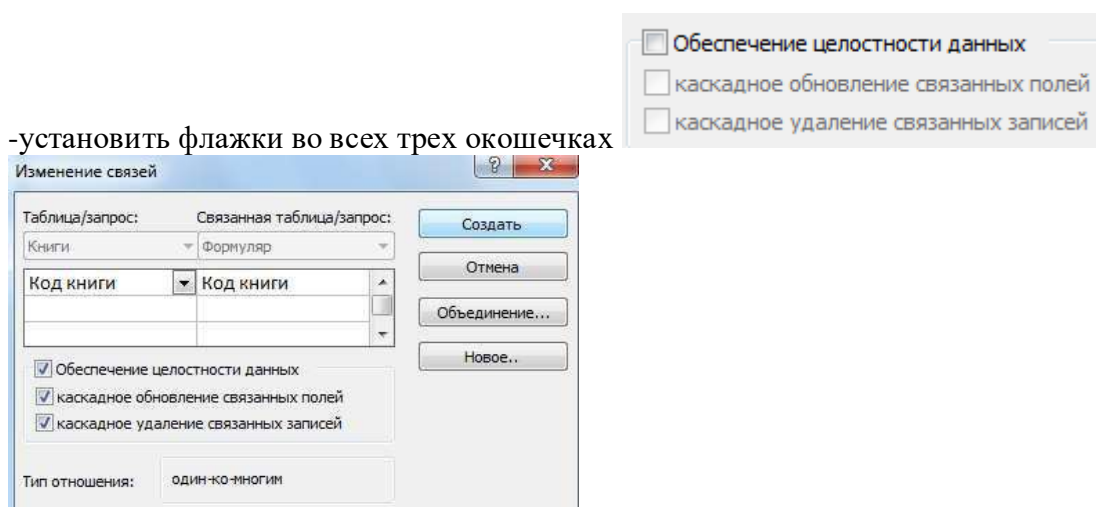 Обеспечение целостности данных
каскадное обновление связанных полей
каскадное удаление связанных записей
-установить флажки во всех трех окошечках
Изменение связей
Таблица/запрос: Связанная таблица/запрос:
Книги Формуляр
Код книги Код книги
Создать
Отмена
Объединение...
Новое..
Обеспечение целостности данных
каскадное обновление связанных полей
каскадное удаление связанных записей
Тип отношения: один-ко-многим